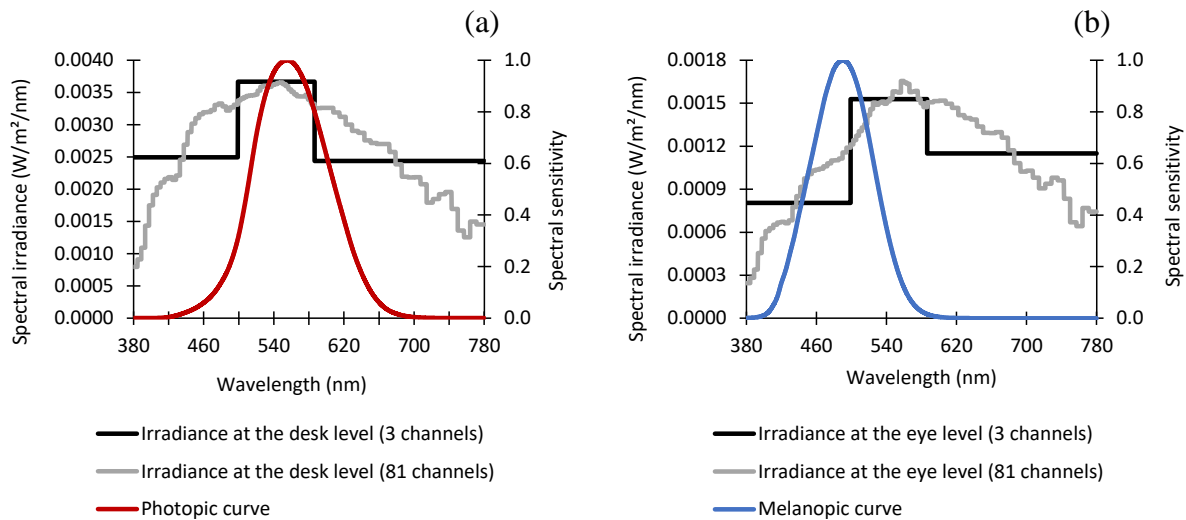 (a)
Spectral irradiance (W/m²/nm)
0.0040
0.0035
0.0030
0.0025
0.0020
0.0015
0.0010
0.0005
0.0000
1.0
0.8
0.6
0.4
0.2
0.0
Spectral sensitivity
380 460 540 620 700 780
Wavelength (nm)
Irradiance at the desk level (3 channels)
Irradiance at the desk level (81 channels)
Photopic curve
(b)
Spectral irradiance (W/m²/nm)
0.0018
0.0015
0.0012
0.0009
0.0006
0.0003
0.0000
1.0
0.8
0.6
0.4
0.2
0.0
Spectral sensitivity
380 460 540 620 700 780
Wavelength (nm)
Irradiance at the eye level (3 channels)
Irradiance at the eye level (81 channels)
Melanopic curve